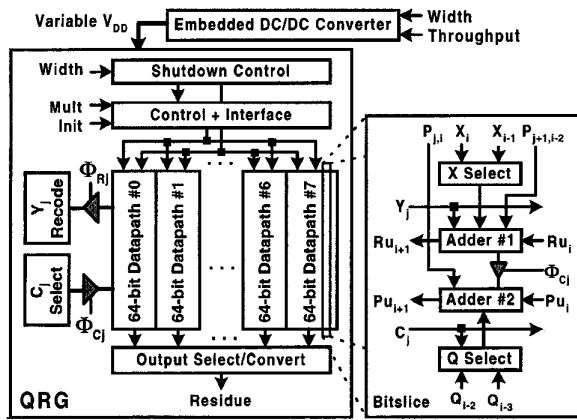 Variable V_DD
Embedded DC/DC Converter
Width
Throughput
Width
Shutdown Control
Mult
Init
Control + Interface
Φ_Rj
Y_j Recode
C_j Select
Φ_Cj
64-bit Datapath #0
64-bit Datapath #1
64-bit Datapath #6
64-bit Datapath #7
Output Select/Convert
QRG
Residue
P_j,i X_i X_i-1 P_j+1,i-2
X Select
Y_j
Ru_i+1
Adder #1
Ru_i
Φ_Cj
Pu_i+1
Adder #2
Pu_i
C_j
Q Select
Bitslice
Q_i-2 Q_i-3